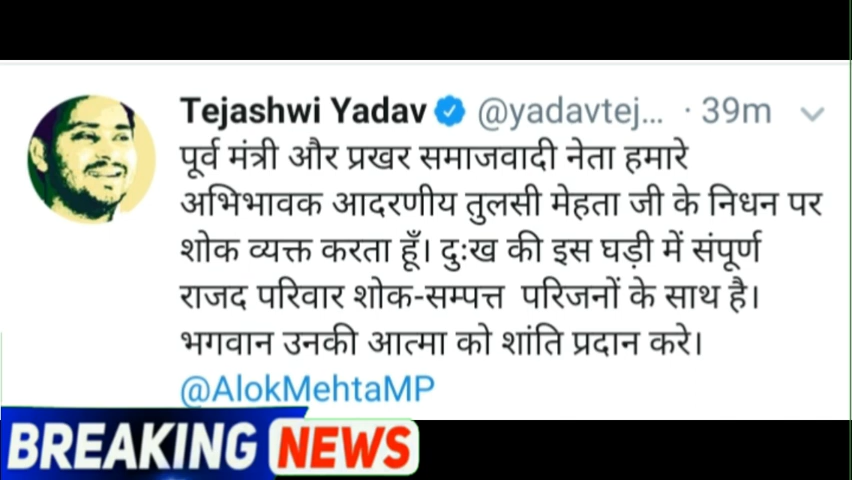 Tejashwi Yadav @yadavtej... · 39m
पूर्व मंत्री और प्रखर समाजवादी नेता हमारे
अभिभावक आदरणीय तुलसी मेहता जी के निधन पर
शोक व्यक्त करता हूँ। दुःख की इस घड़ी में संपूर्ण
राजद परिवार शोक-सम्पत्त परिजनों के साथ है।
भगवान उनकी आत्मा को शांति प्रदान करे।
@AlokMehtaMP
BREAKING NEWS